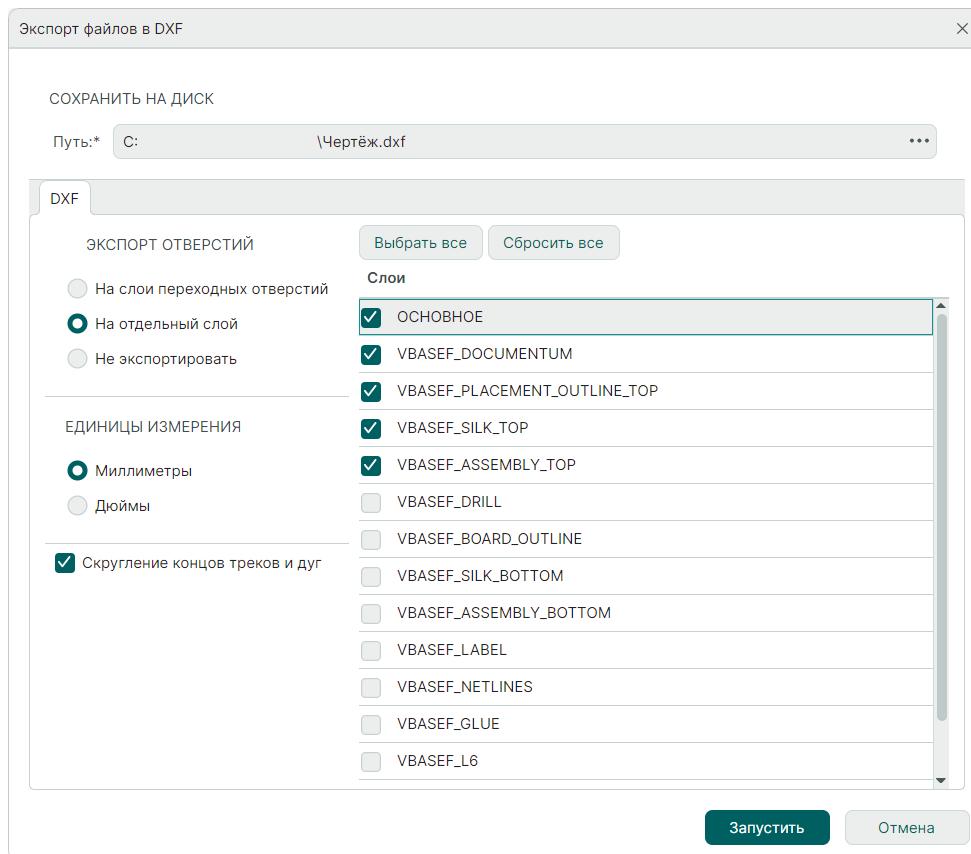 Экспорт файлов в DXF
СОХРАНИТЬ НА ДИСК
Путь:* C: \Чертёж.dxf
DXF
ЭКСПОРТ ОТВЕРСТИЙ
На слои переходных отверстий
На отдельный слой
Не экспортировать
ЕДИНИЦЫ ИЗМЕРЕНИЯ
Миллиметры
Дюймы
Скругление концов треков и дуг
Выбрать все Сбросить все
Слои
ОСНОВНОЕ
VBASEF_DOCUMENTUM
VBASEF_PLACEMENT_OUTLINE_TOP
VBASEF_SILK_TOP
VBASEF_ASSEMBLY_TOP
VBASEF_DRILL
VBASEF_BOARD_OUTLINE
VBASEF_SILK_BOTTOM
VBASEF_ASSEMBLY_BOTTOM
VBASEF_LABEL
VBASEF_NETLINES
VBASEF_GLUE
VBASEF_L6
Запустить Отмена